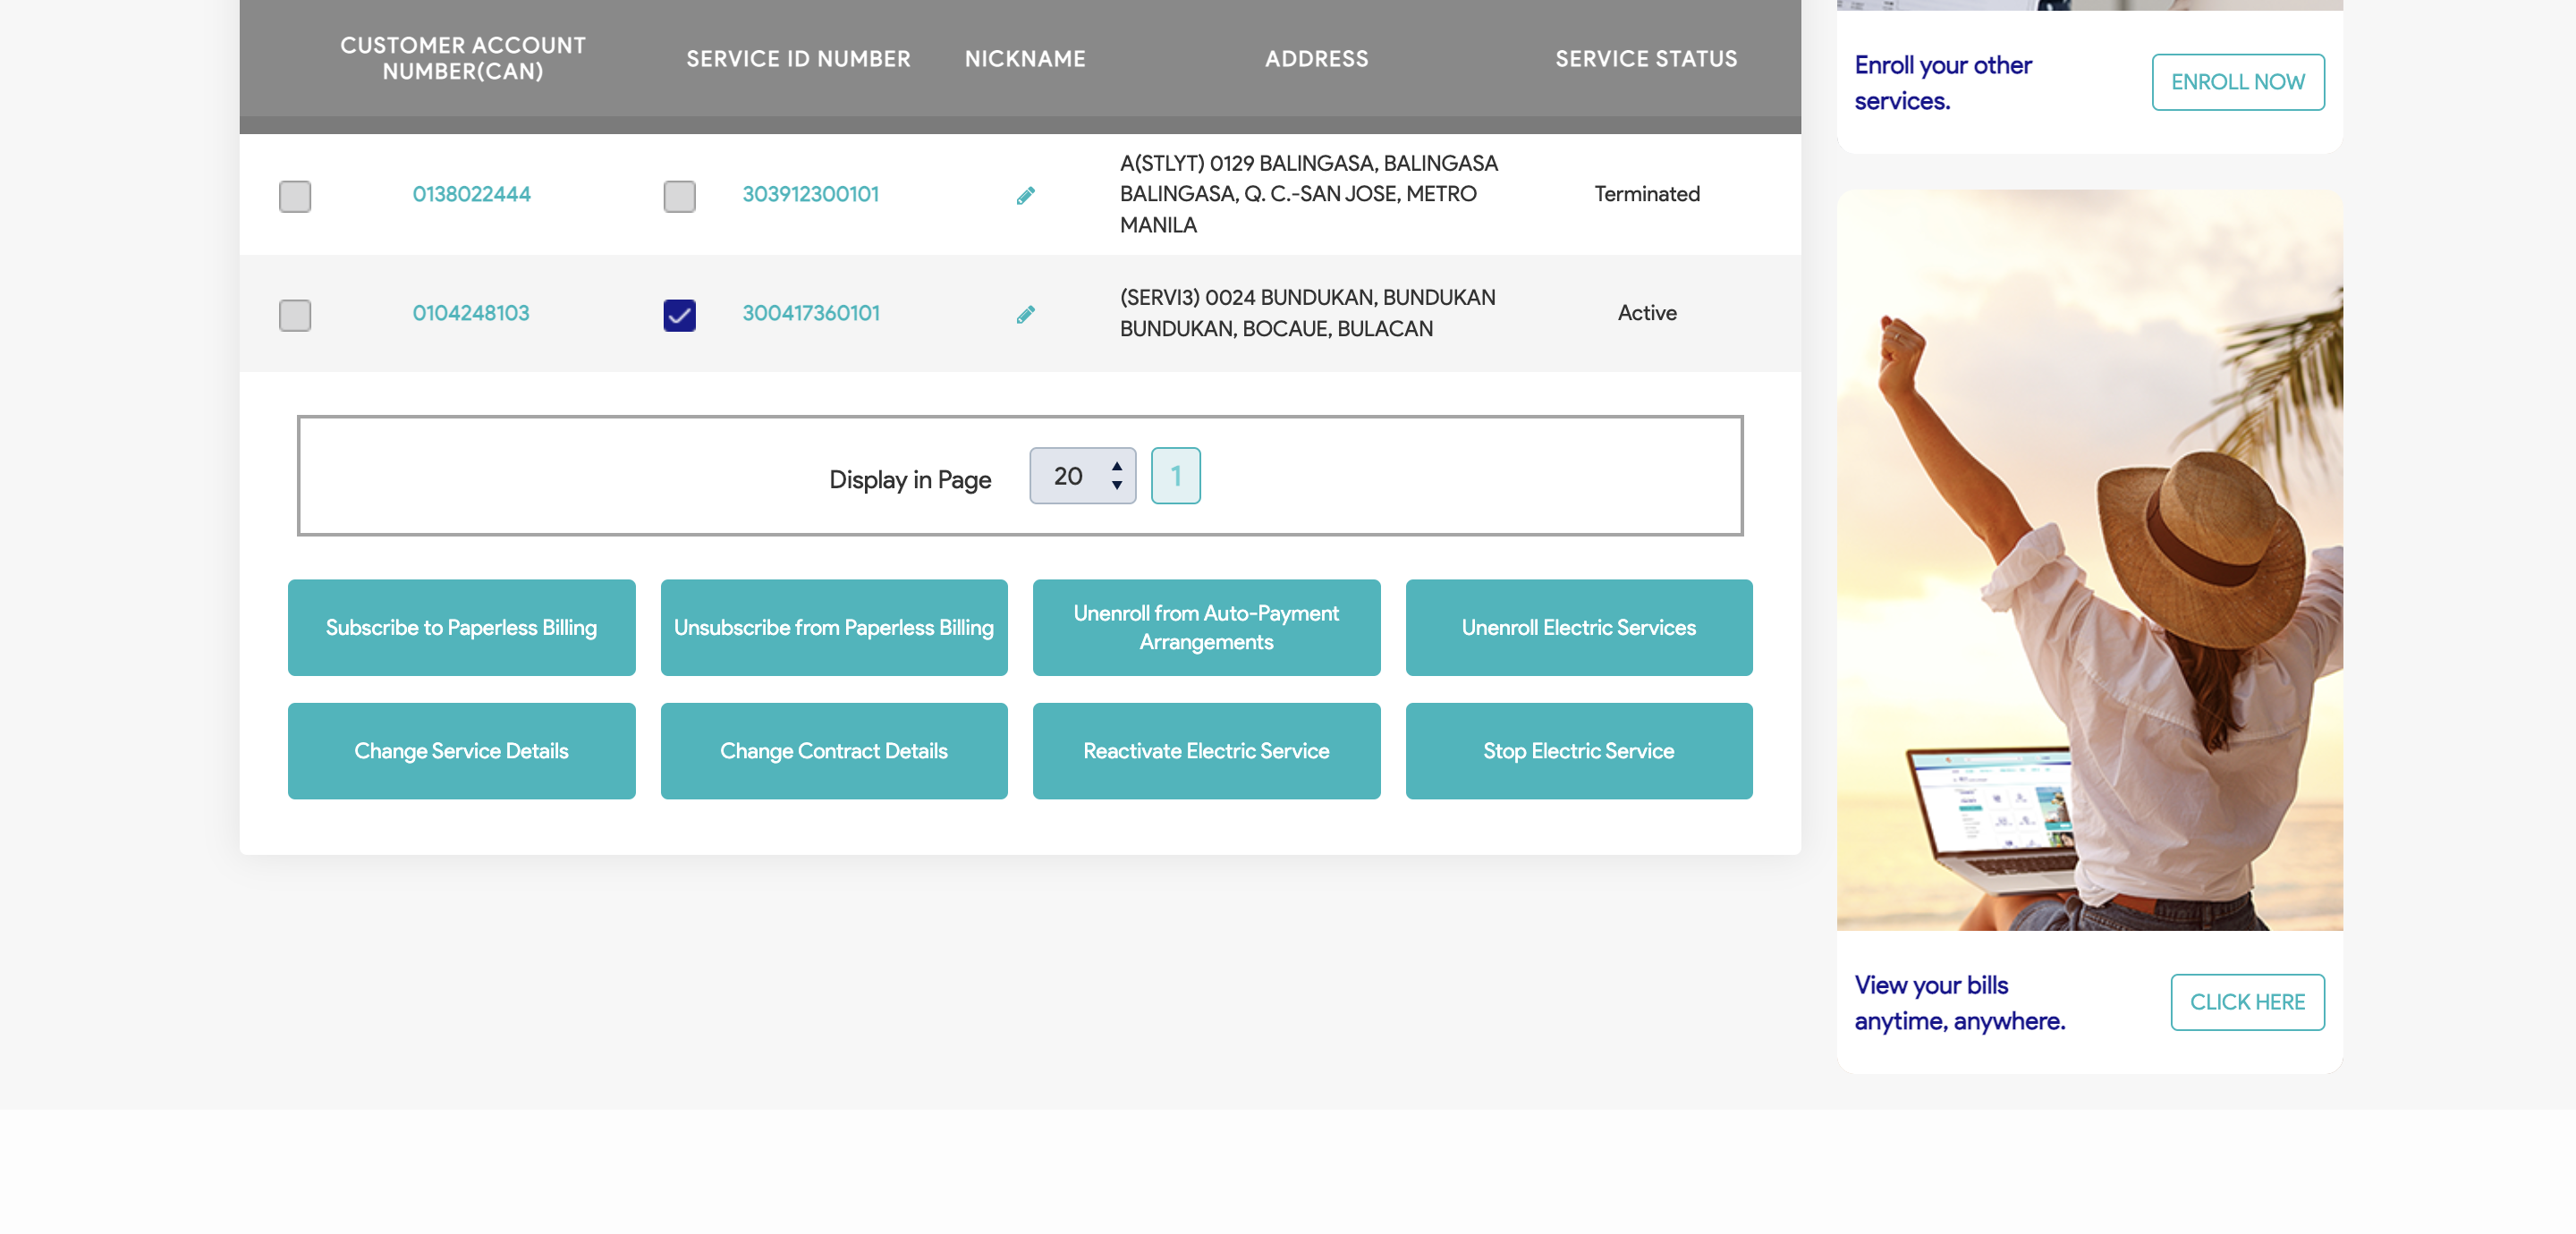 CUSTOMER ACCOUNT
NUMBER(CAN)
SERVICE ID NUMBER
NICKNAME
ADDRESS
SERVICE STATUS
0138022444
303912300101
A(STLYT) 0129 BALINGASA, BALINGASA
BALINGASA, Q. C.-SAN JOSE, METRO
MANILA
Terminated
0104248103
300417360101
(SERVI3) 0024 BUNDUKAN, BUNDUKAN
BUNDUKAN, BOCAUE, BULACAN
Active
Display in Page
20
1
Subscribe to Paperless Billing
Unsubscribe from Paperless Billing
Unenroll from Auto-Payment
Arrangements
Unenroll Electric Services
Change Service Details
Change Contract Details
Reactivate Electric Service
Stop Electric Service
Enroll your other
services.
ENROLL NOW
View your bills
anytime, anywhere.
CLICK HERE